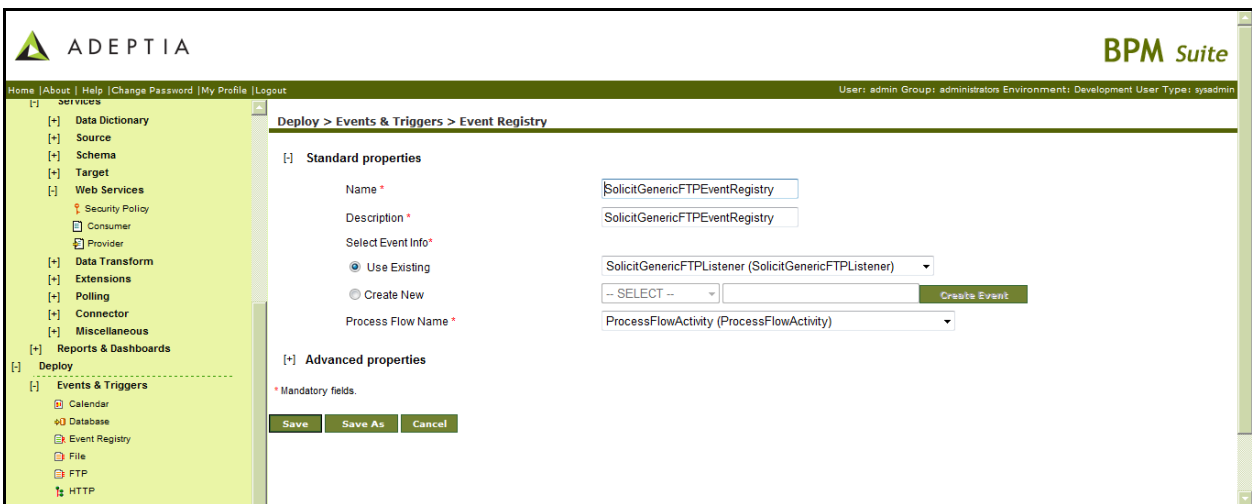 ADEPTIA
BPM Suite
Home |About | Help |Change Password |My Profile |Logout
User: admin Group: administrators Environment: Development User Type: sysadmin
[-] Services
[+] Data Dictionary
[+] Source
[+] Schema
[+] Target
[-] Web Services
Security Policy
Consumer
Provider
[+] Data Transform
[+] Extensions
[+] Polling
[+] Connector
[+] Miscellaneous
[+] Reports & Dashboards
[-] Deploy
[-] Events & Triggers
Calendar
Database
Event Registry
File
FTP
HTTP
Deploy > Events & Triggers > Event Registry
[-] Standard properties
Name * SolicitGenericFTPEventRegistry
Description * SolicitGenericFTPEventRegistry
Select Event Info*
Use Existing SolicitGenericFTPListener (SolicitGenericFTPListener)
Create New -- SELECT -- Create Event
Process Flow Name * ProcessFlowActivity (ProcessFlowActivity)
[+] Advanced properties
* Mandatory fields.
Save Save As Cancel